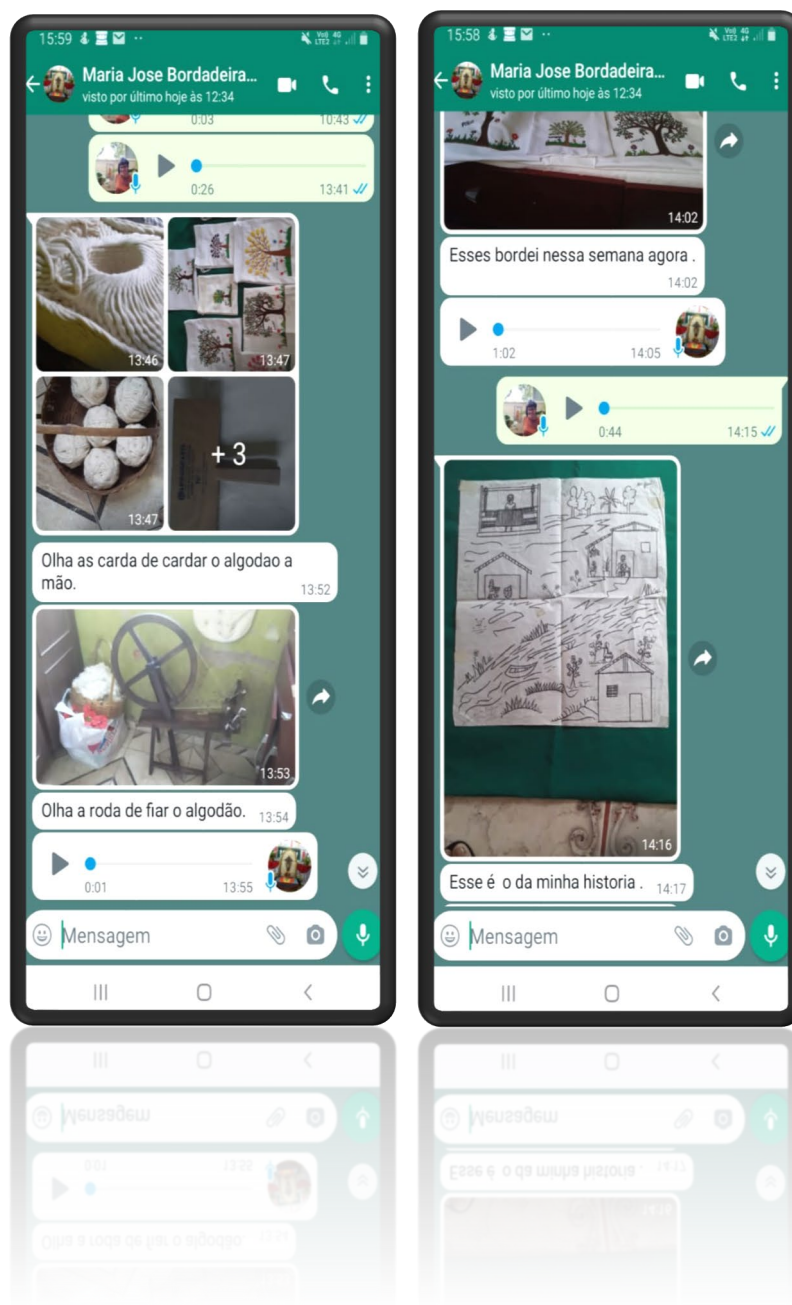 15:59
Maria Jose Bordadeira...
visto por último hoje às 12:34
0:03 10:43
0:26 13:41
13:46
13:47
13:47
+ 3
Olha as carda de cardar o algodao a
mão. 13:52
13:53
Olha a roda de fiar o algodão. 13:54
0:01 13:55
Mensagem
15:58
Maria Jose Bordadeira...
visto por último hoje às 12:34
14:02
Esses bordei nessa semana agora .
14:02
1:02 14:05
0:44 14:15
14:16
Esse é o da minha historia . 14:17
Mensagem